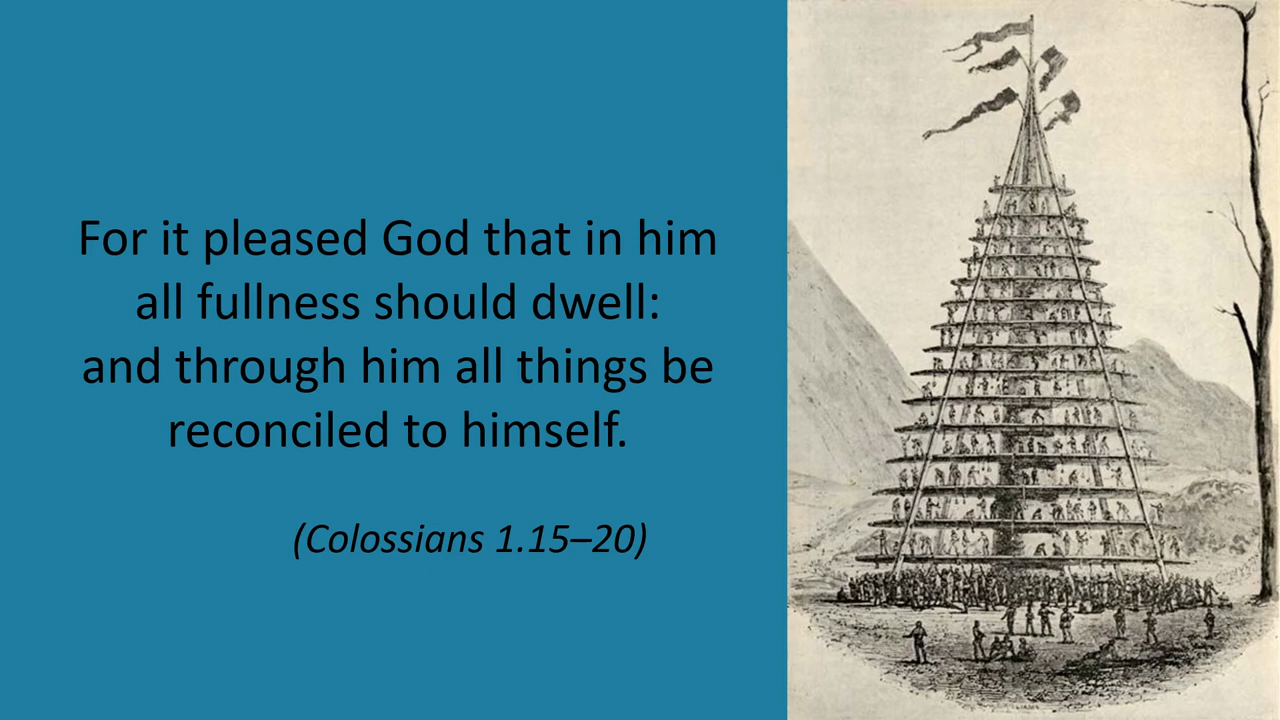 For it pleased God that in him
all fullness should dwell:
and through him all things be
reconciled to himself.
(Colossians 1.15–20)